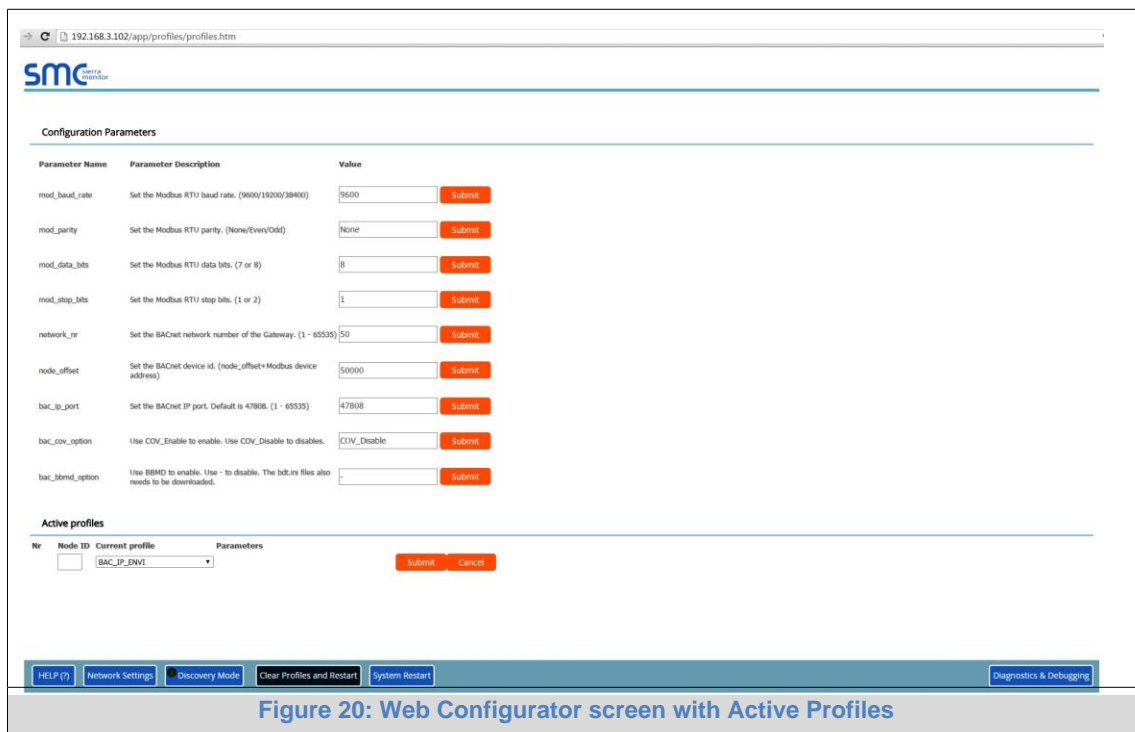 192.168.3.102/app/profiles/profiles.htm
smc sierra monitor
Configuration Parameters
Parameter Name Parameter Description Value
mod_baud_rate Set the Modbus RTU baud rate. (9600/19200/38400) 9600 Submit
mod_parity Set the Modbus RTU parity. (None/Even/Odd) None Submit
mod_data_bits Set the Modbus RTU data bits. (7 or 8) 8 Submit
mod_stop_bits Set the Modbus RTU stop bits. (1 or 2) 1 Submit
network_nr Set the BACnet network number of the Gateway. (1 - 65535) 50 Submit
node_offset Set the BACnet device id. (node_offset+Modbus device
address) 50000 Submit
bac_ip_port Set the BACnet IP port. Default is 47808. (1 - 65535) 47808 Submit
bac_cov_option Use COV_Enable to enable. Use COV_Disable to disables. COV_Disable Submit
bac_bbmd_option Use BBMD to enable. Use - to disable. The bdt.ini files also
needs to be downloaded. - Submit
Active profiles
Nr Node ID Current profile Parameters
BAC_IP_ENVI Submit Cancel
HELP (?) Network Settings Discovery Mode Clear Profiles and Restart System Restart Diagnostics & Debugging
Figure 20: Web Configurator screen with Active Profiles